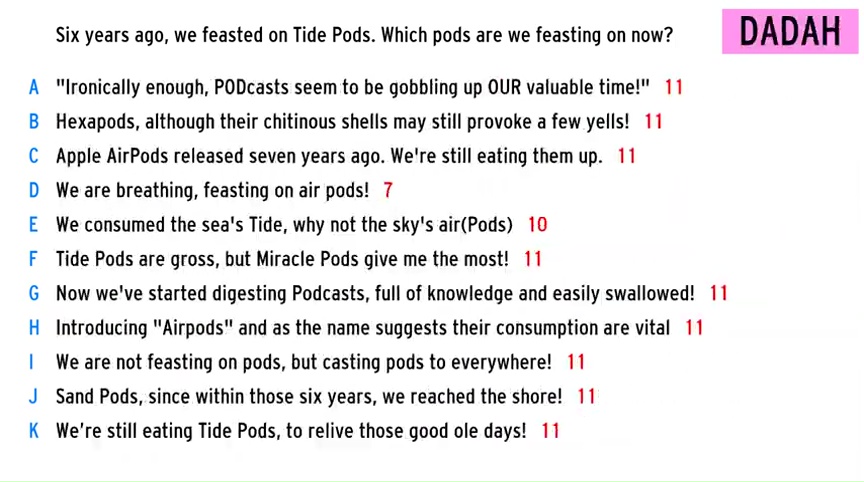 Six years ago, we feasted on Tide Pods. Which pods are we feasting on now?
DADAH
A "Ironically enough, PODcasts seem to be gobbling up OUR valuable time!" 11
B Hexapods, although their chitinous shells may still provoke a few yells! 11
C Apple AirPods released seven years ago. We're still eating them up. 11
D We are breathing, feasting on air pods! 7
E We consumed the sea's Tide, why not the sky's air(Pods) 10
F Tide Pods are gross, but Miracle Pods give me the most! 11
G Now we've started digesting Podcasts, full of knowledge and easily swallowed! 11
H Introducing "Airpods" and as the name suggests their consumption are vital 11
I We are not feasting on pods, but casting pods to everywhere! 11
J Sand Pods, since within those six years, we reached the shore! 11
K We’re still eating Tide Pods, to relive those good ole days! 11